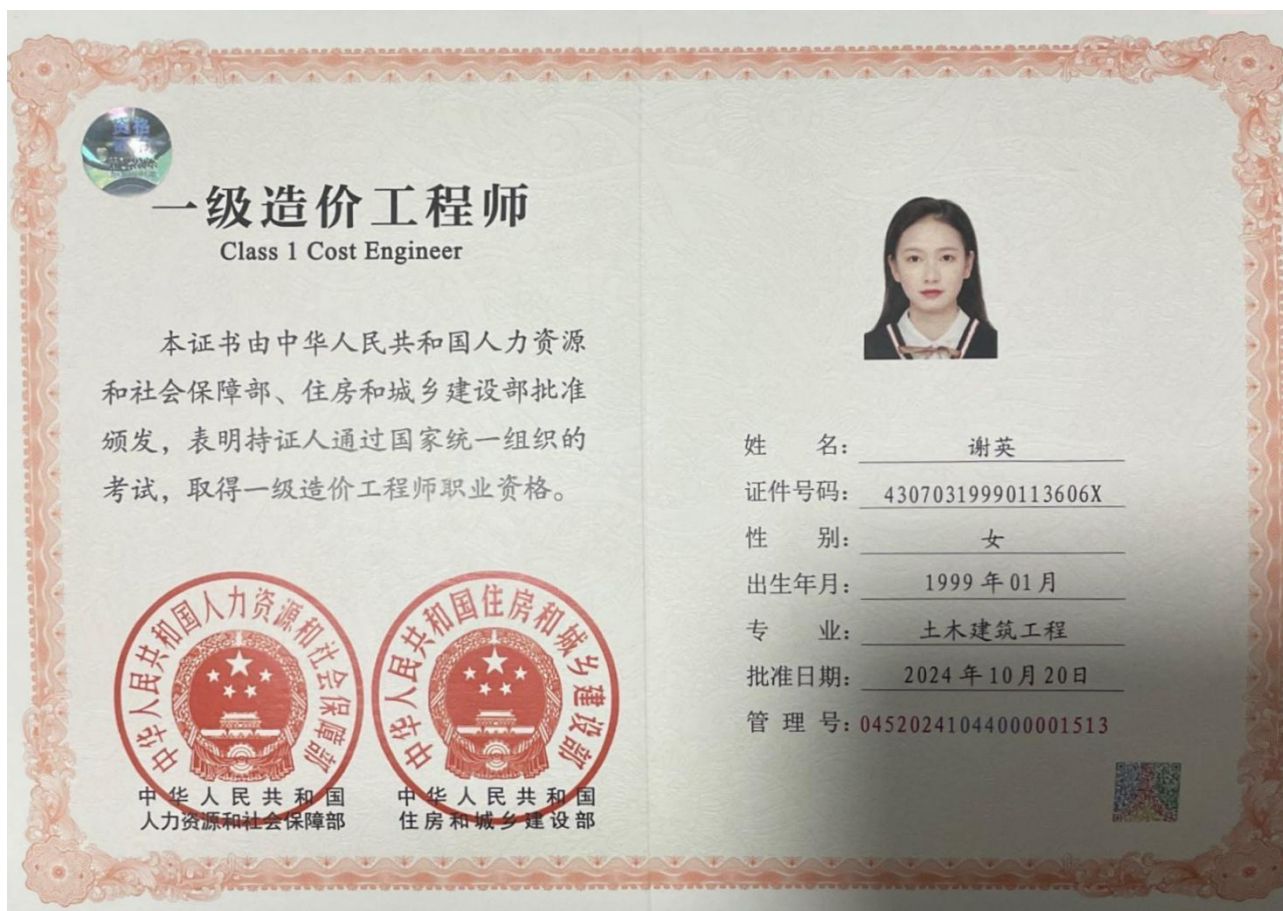 资格
一级造价工程师
Class 1 Cost Engineer
本证书由中华人民共和国人力资源
和社会保障部、住房和城乡建设部批准
颁发，表明持证人通过国家统一组织的
考试，取得一级造价工程师职业资格。
中华人民共和国人力资源和社会保障部
中华人民共和国住房和城乡建设部
中华人民共和国
人力资源和社会保障部
中华人民共和国
住房和城乡建设部
姓 名：谢英
证件号码：43070319990113606X
性 别：女
出生年月：1999年01月
专 业：土木建筑工程
批准日期：2024年10月20日
管 理 号：04520241044000001513